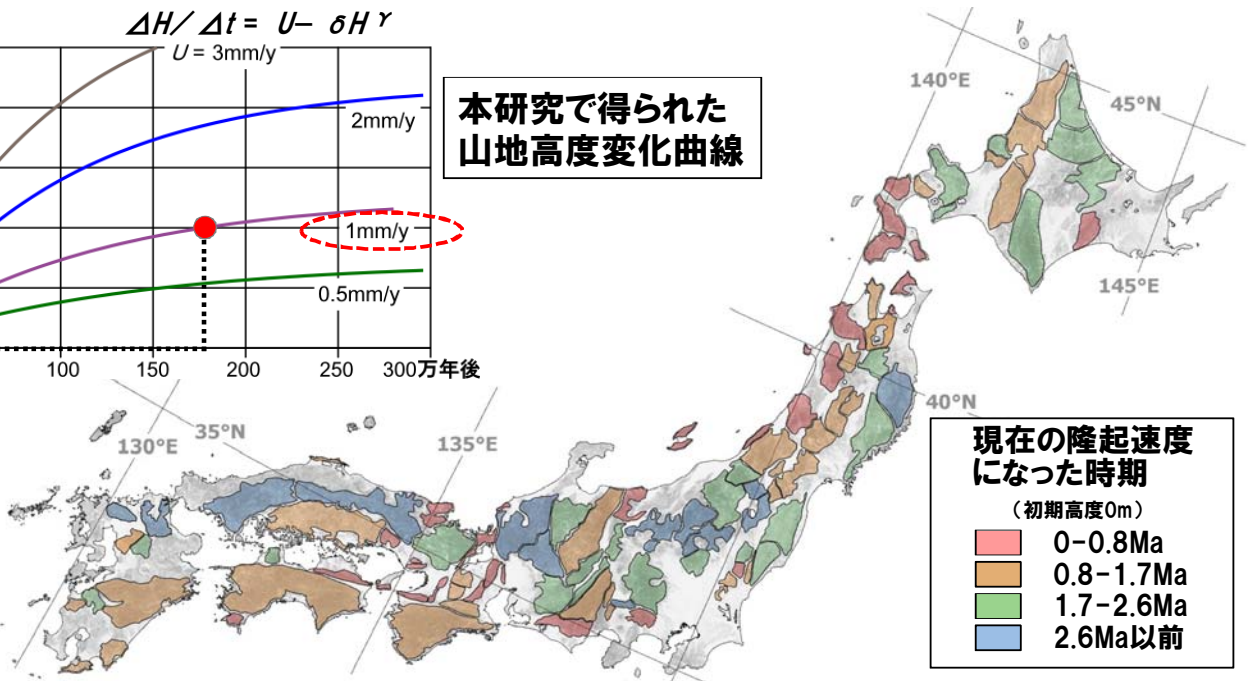 ΔH/ Δt = U− δH^γ
U = 3mm/y
2mm/y
1mm/y
0.5mm/y
100
150
200
250
300万年後
本研究で得られた
山地高度変化曲線
140°E
45°N
145°E
40°N
130°E
35°N
135°E
現在の隆起速度
になった時期
（初期高度0m）
0-0.8Ma
0.8-1.7Ma
1.7-2.6Ma
2.6Ma以前